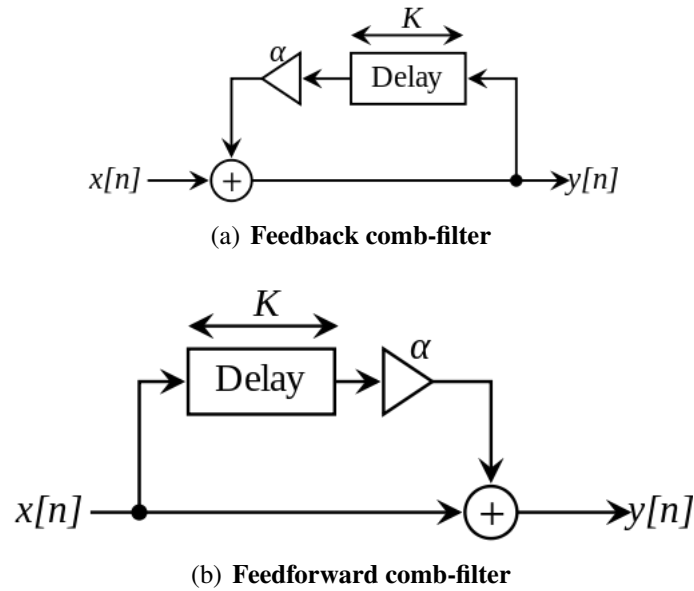 K
α
Delay
x[n]
+
y[n]
(a) Feedback comb-filter
K
α
Delay
x[n]
+
y[n]
(b) Feedforward comb-filter